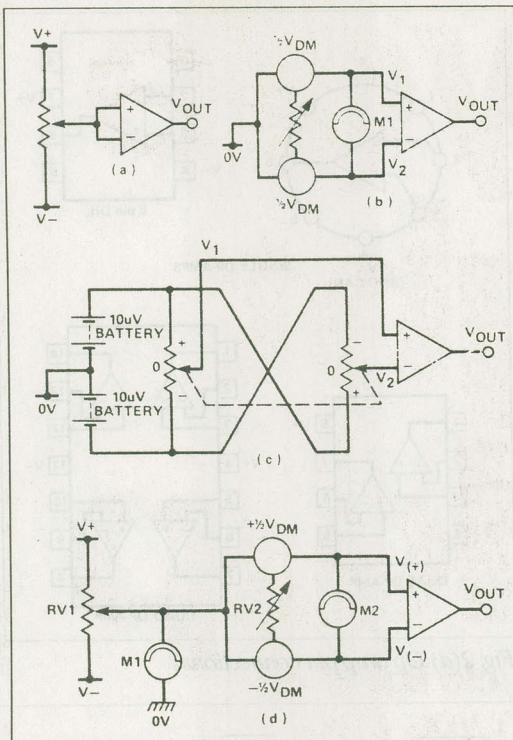 V+
V-
+
-
VOUT
(a)
½VDM
V1
M1
+
-
VOUT
0V
V2
½VDM
(b)
V1
10uV
BATTERY
0V
10uV
BATTERY
+
0
-
-
0
+
V2
+
-
VOUT
(c)
V+
RV1
V-
M1
0V
+½VDM
RV2
-½VDM
M2
V(+)
V(-)
+
-
VOUT
(d)